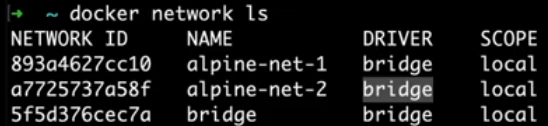 → ~ docker network ls
NETWORK ID NAME DRIVER SCOPE
893a4627cc10 alpine-net-1 bridge local
a7725737a58f alpine-net-2 bridge local
5f5d376cec7a bridge bridge local